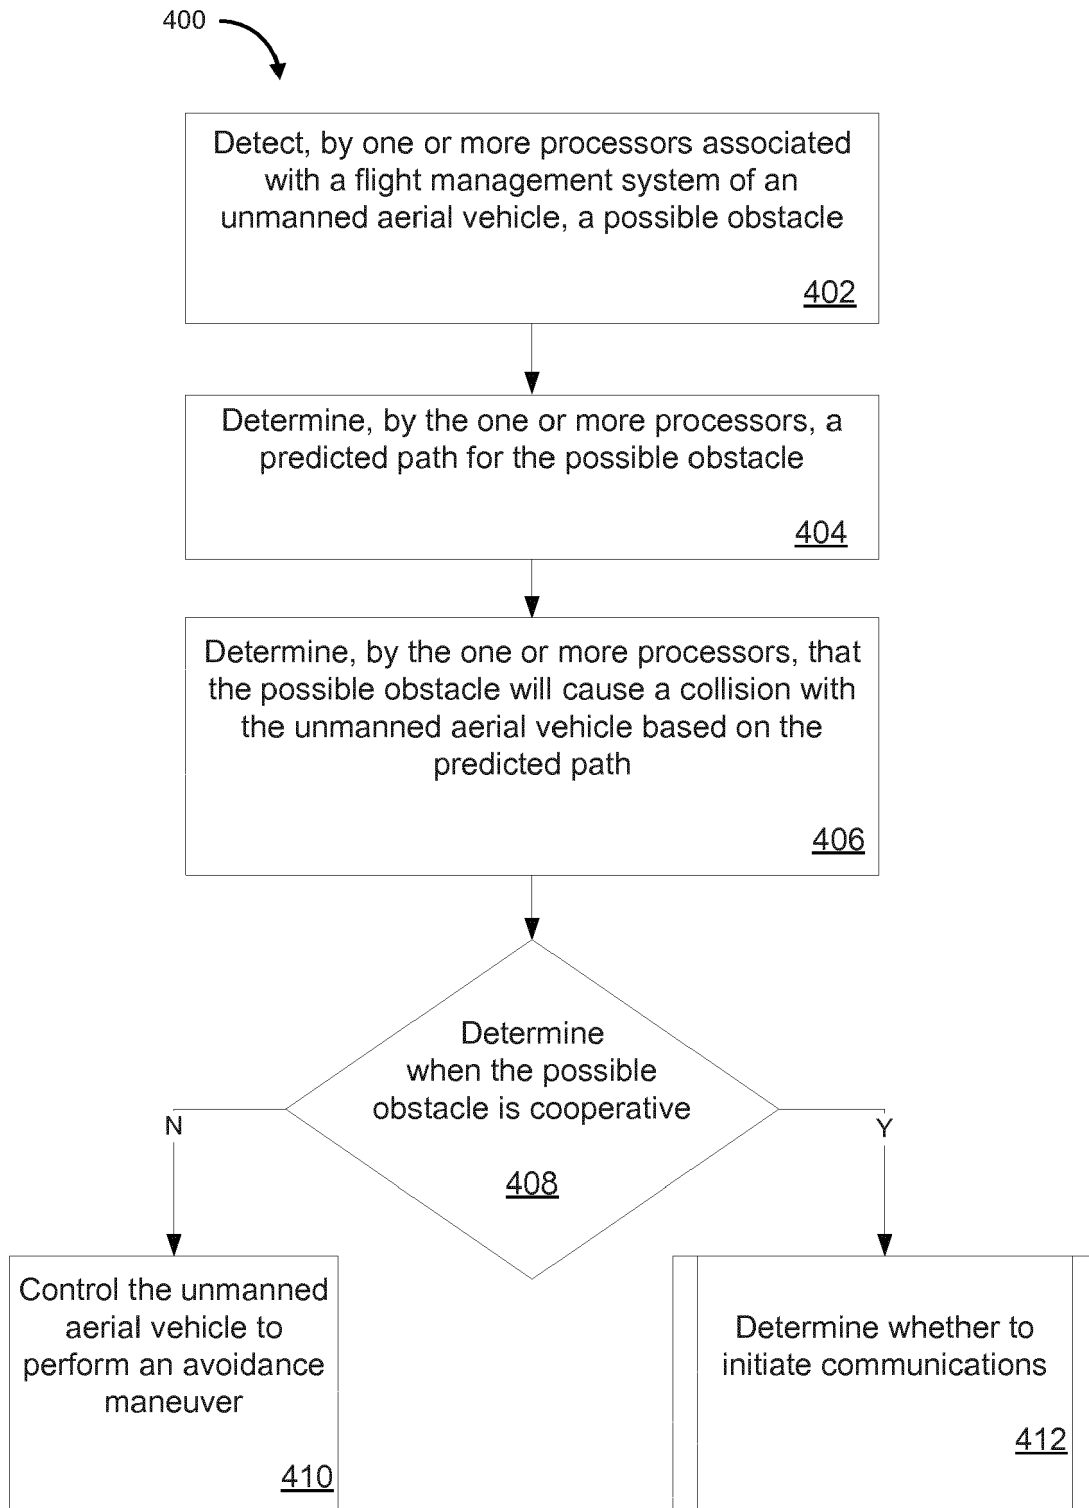 400
Detect, by one or more processors associated
with a flight management system of an
unmanned aerial vehicle, a possible obstacle
402
Determine, by the one or more processors, a
predicted path for the possible obstacle
404
Determine, by the one or more processors, that
the possible obstacle will cause a collision with
the unmanned aerial vehicle based on the
predicted path
406
Determine
when the possible
obstacle is cooperative
408
N
Y
Control the unmanned
aerial vehicle to
perform an avoidance
maneuver
410
Determine whether to
initiate communications
412